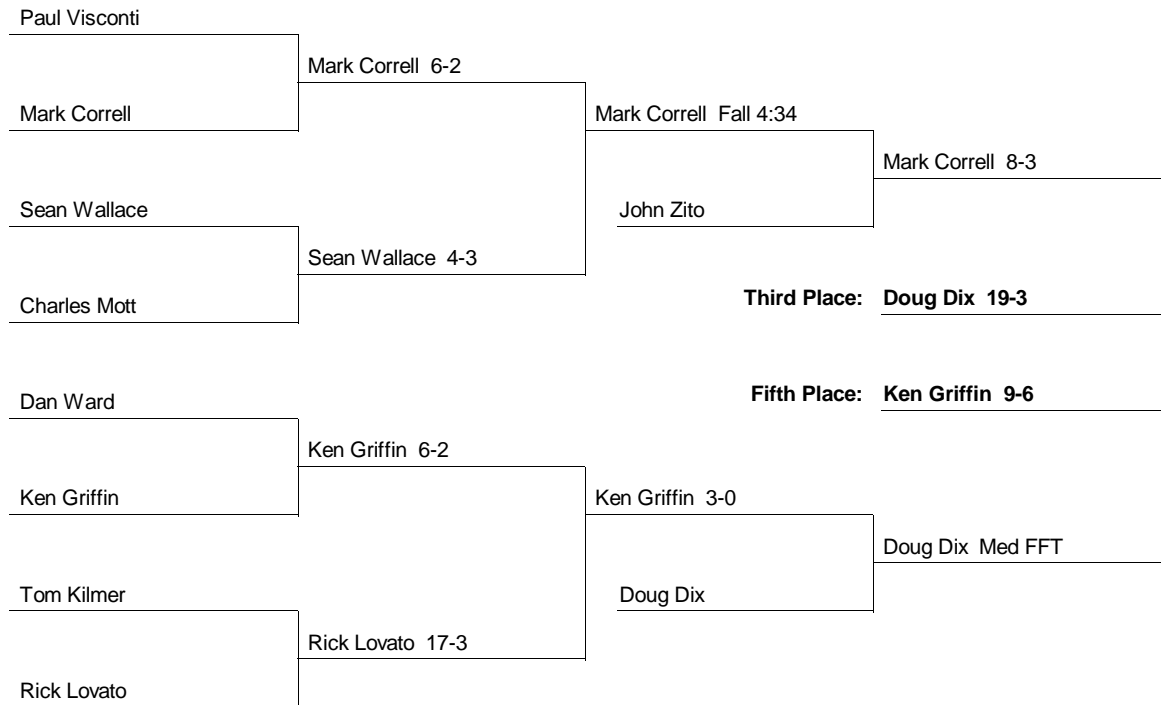 Paul Visconti
Mark Correll 6-2
Mark Correll
Mark Correll Fall 4:34
Mark Correll 8-3
Sean Wallace
John Zito
Sean Wallace 4-3
Charles Mott
Third Place: Doug Dix 19-3
Dan Ward
Fifth Place: Ken Griffin 9-6
Ken Griffin 6-2
Ken Griffin
Ken Griffin 3-0
Doug Dix Med FFT
Tom Kilmer
Doug Dix
Rick Lovato 17-3
Rick Lovato